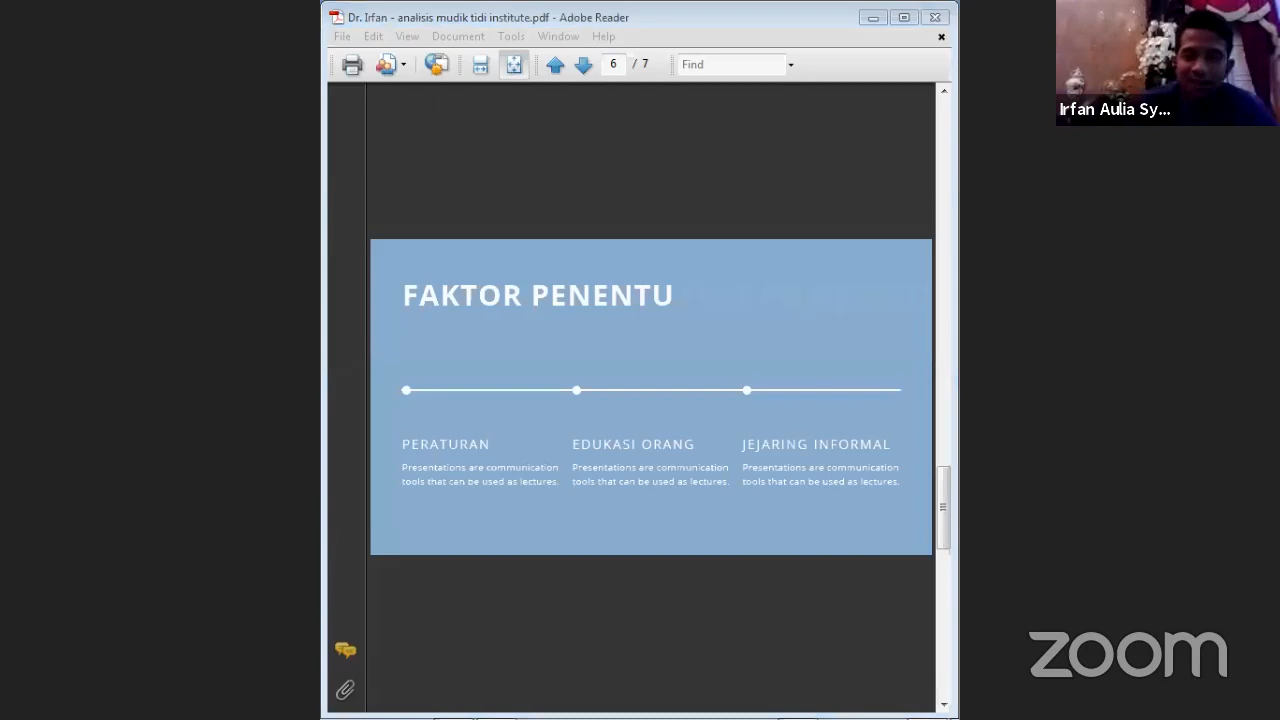 Dr. Irfan - analisis mudik tidi institute.pdf - Adobe Reader
File Edit View Document Tools Window Help
6 / 7 Find
Irfan Aulia Sy...
FAKTOR PENENTU
PERATURAN
Presentations are communication
tools that can be used as lectures.
EDUKASI ORANG
Presentations are communication
tools that can be used as lectures.
JEJARING INFORMAL
Presentations are communication
tools that can be used as lectures.
zoom